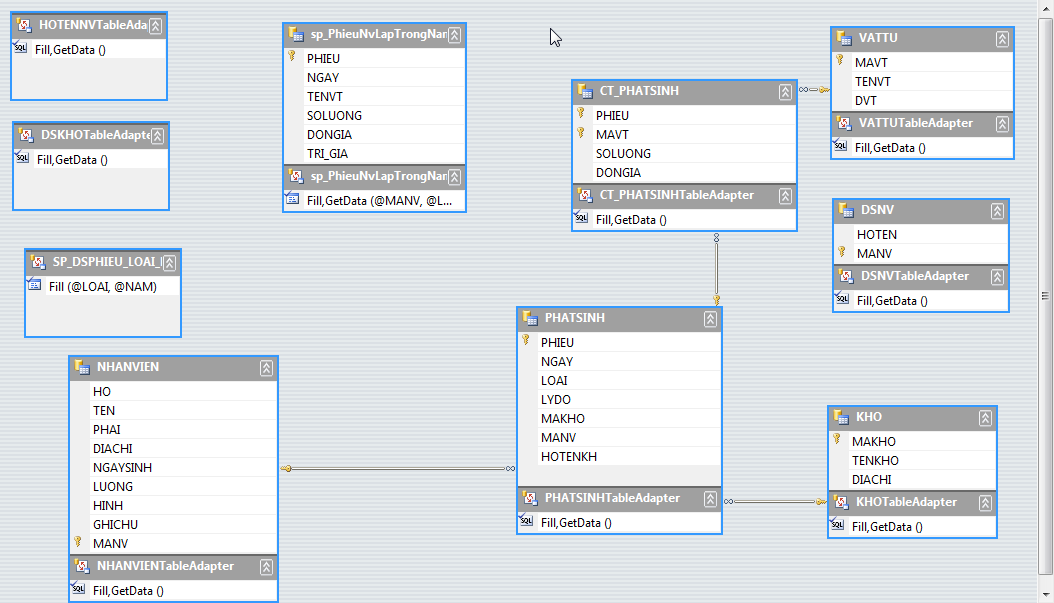 HOTENNVTableAda
Fill,GetData ()
DSKHOTableAdapte
Fill,GetData ()
SP_DSPHIEU_LOAI_
Fill (@LOAI, @NAM)
sp_PhieuNvLapTrongNam
PHIEU
NGAY
TENVT
SOLUONG
DONGIA
TRI_GIA
sp_PhieuNvLapTrongNam
Fill,GetData (@MANV, @L...
CT_PHATSINH
PHIEU
MAVT
SOLUONG
DONGIA
CT_PHATSINHTableAdapter
Fill,GetData ()
VATTU
MAVT
TENVT
DVT
VATTUTableAdapter
Fill,GetData ()
DSNV
HOTEN
MANV
DSNVTableAdapter
Fill,GetData ()
NHANVIEN
HO
TEN
PHAI
DIACHI
NGAYSINH
LUONG
HINH
GHICHU
MANV
NHANVIENTableAdapter
Fill,GetData ()
PHATSINH
PHIEU
NGAY
LOAI
LYDO
MAKHO
MANV
HOTENKH
PHATSINHTableAdapter
Fill,GetData ()
KHO
MAKHO
TENKHO
DIACHI
KHOTableAdapter
Fill,GetData ()